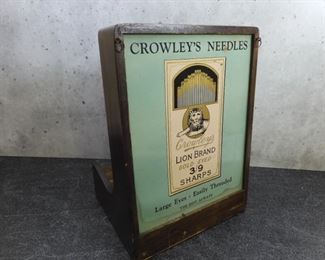 CROWLEY'S NEEDLES
Crowley's
LION BRAND
GOLD EYED
3/9
SHARPS
Large Eyes - Easily Threaded